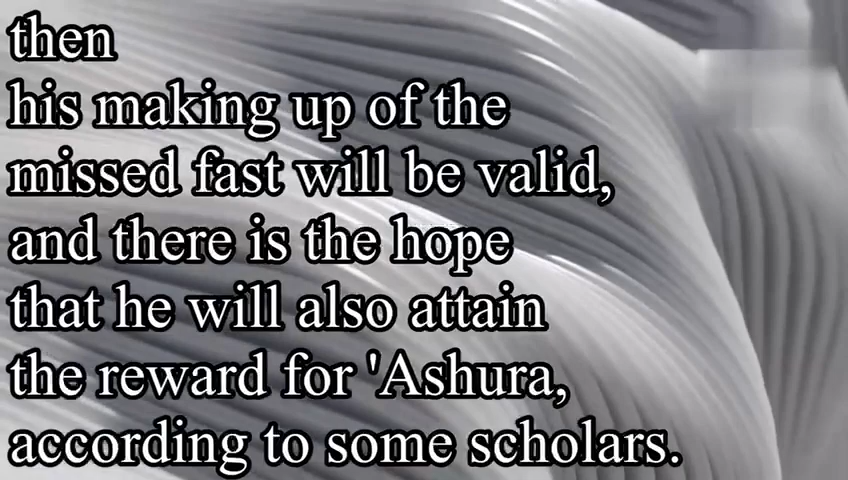 then
his making up of the
missed fast will be valid,
and there is the hope
that he will also attain
the reward for 'Ashura,
according to some scholars.